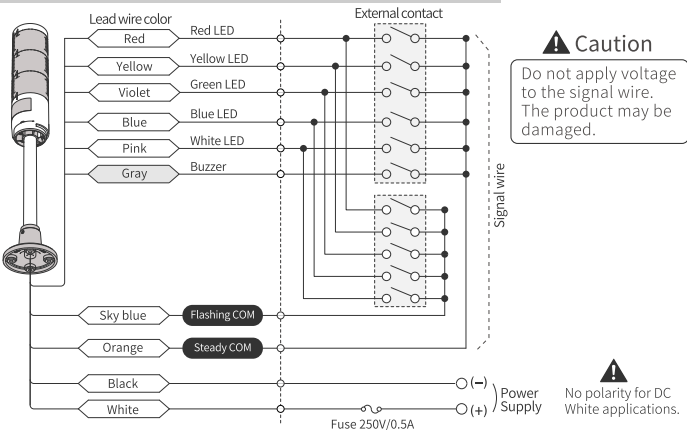 Lead wire color
External contact
Red
Red LED
Yellow
Yellow LED
Violet
Green LED
Blue
Blue LED
Pink
White LED
Gray
Buzzer
Signal wire
Sky blue
Flashing COM
Orange
Steady COM
Black
(−)
White
(+)
Power
Supply
Fuse 250V/0.5A
Caution
Do not apply voltage
to the signal wire.
The product may be
damaged.
No polarity for DC
White applications.